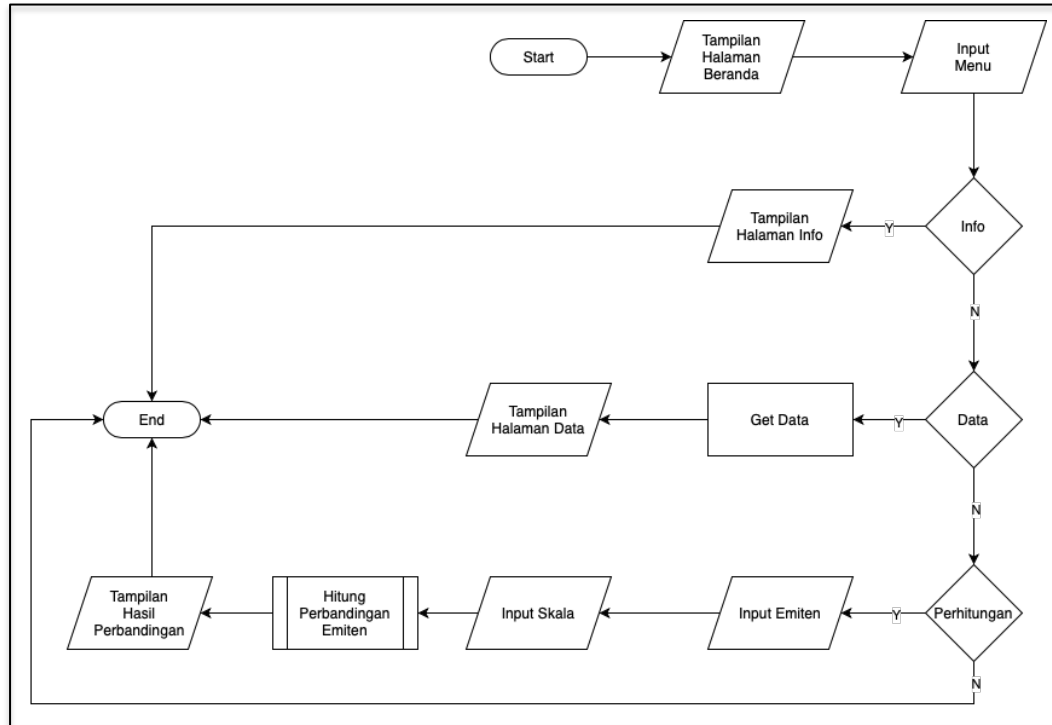 Start
Tampilan
Halaman
Beranda
Input
Menu
Info
Y
Tampilan
Halaman Info
N
Data
Y
Get Data
Tampilan
Halaman Data
End
N
Perhitungan
Y
Input Emiten
Input Skala
Hitung
Perbandingan
Emiten
Tampilan
Hasil
Perbandingan
N